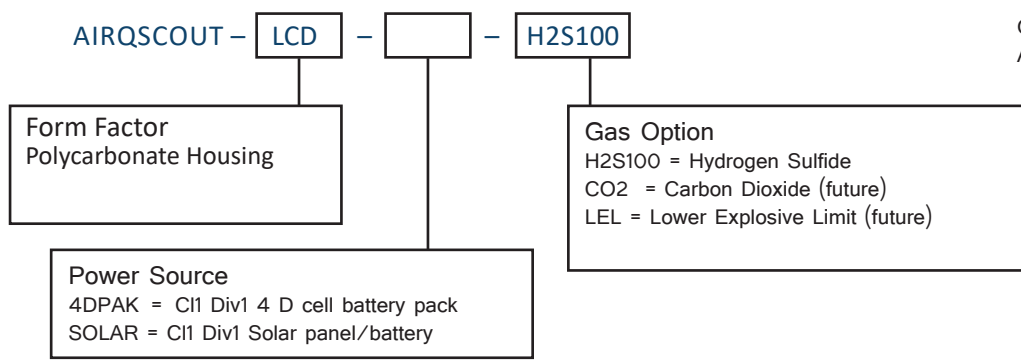 AIRQSCOUT – LCD – – H2S100
Form Factor
Polycarbonate Housing
Gas Option
H2S100 = Hydrogen Sulfide
CO2 = Carbon Dioxide (future)
LEL = Lower Explosive Limit (future)
Power Source
4DPAK = Cl1 Div1 4 D cell battery pack
SOLAR = Cl1 Div1 Solar panel/battery